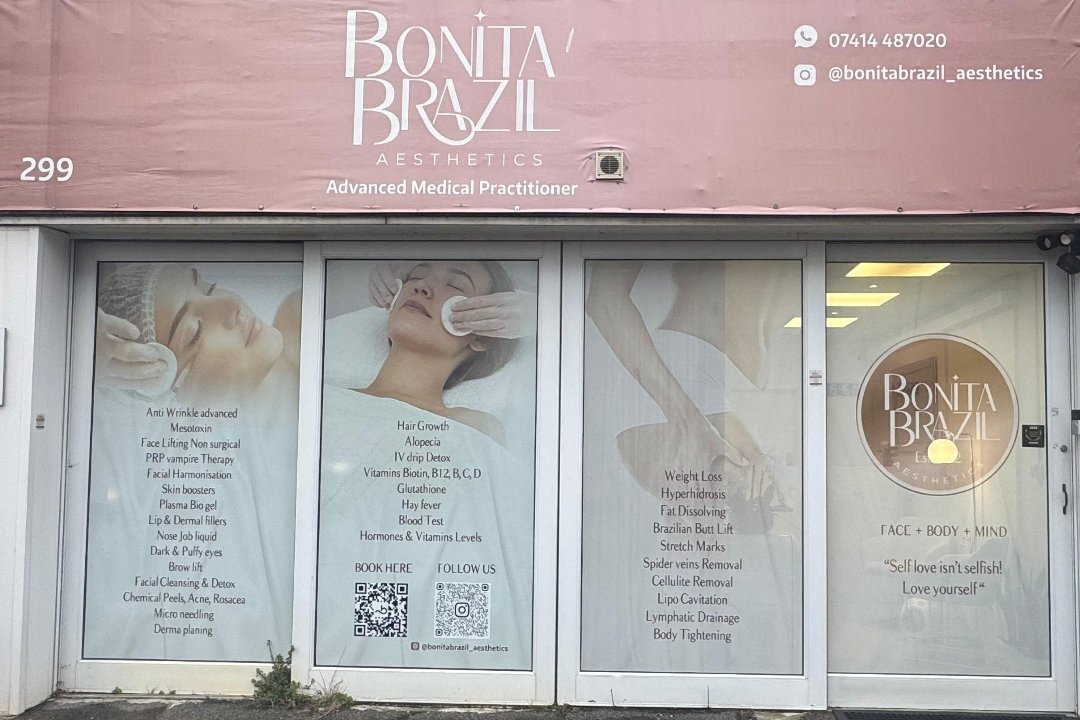 BONITA
BRAZIL
AESTHETICS
Advanced Medical Practitioner
299
07414 487020
@bonitabrazil_aesthetics
Anti Wrinkle advanced
Mesotoxin
Face Lifting Non surgical
PRP vampire Therapy
Facial Harmonisation
Skin boosters
Plasma Bio gel
Lip & Dermal fillers
Nose Job liquid
Dark & Puffy eyes
Brow lift
Facial Cleansing & Detox
Chemical Peels, Acne, Rosacea
Micro needling
Derma planing
Hair Growth
Alopecia
IV drip Detox
Vitamins Biotin, B12, B, C, D
Glutathione
Hay fever
Blood Test
Hormones & Vitamins Levels
BOOK HERE
FOLLOW US
@bonitabrazil_aesthetics
Weight Loss
Hyperhidrosis
Fat Dissolving
Brazilian Butt Lift
Stretch Marks
Spider veins Removal
Cellulite Removal
Lipo Cavitation
Lymphatic Drainage
Body Tightening
BONITA
BRAZIL
AESTHETICS
FACE + BODY + MIND
“Self love isn’t selfish!
Love yourself“